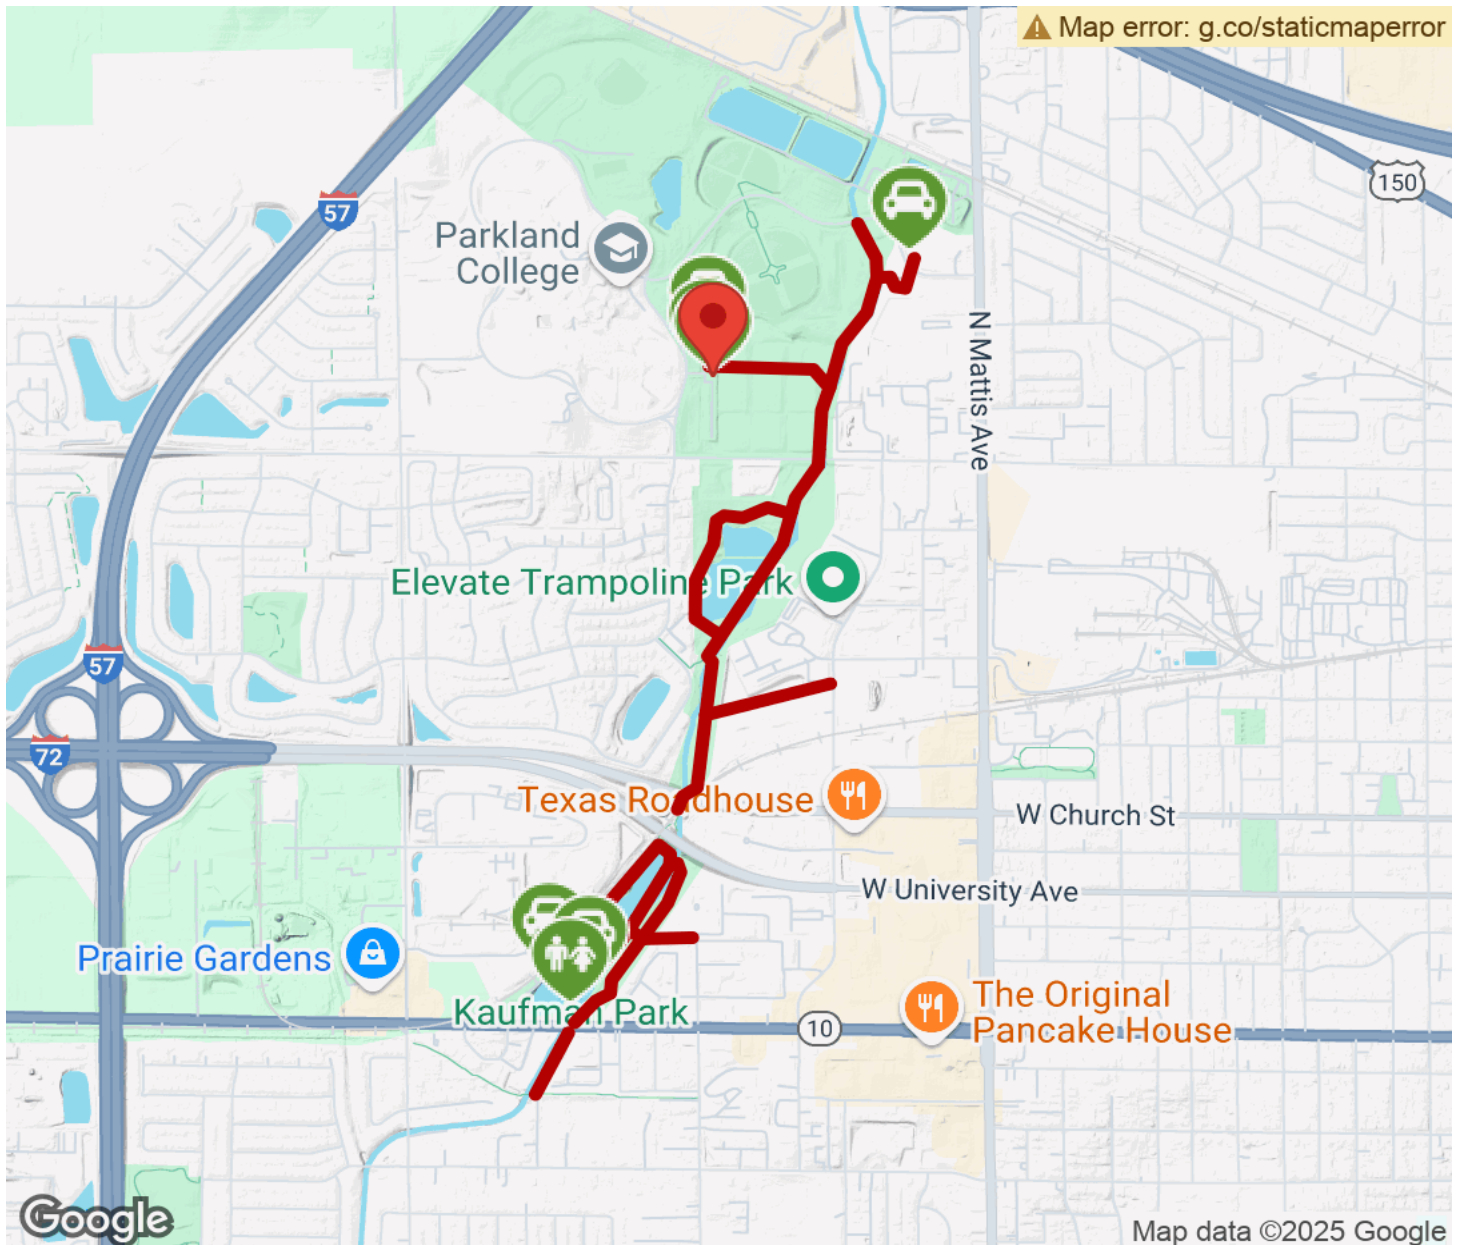 Map error: g.co/staticmaperror
150
57
Parkland
College
N Mattis Ave
Elevate Trampoline Park
57
72
Texas Roadhouse
W Church St
W University Ave
Prairie Gardens
The Original
Pancake House
Kaufman Park
10
Google
Map data ©2025 Google